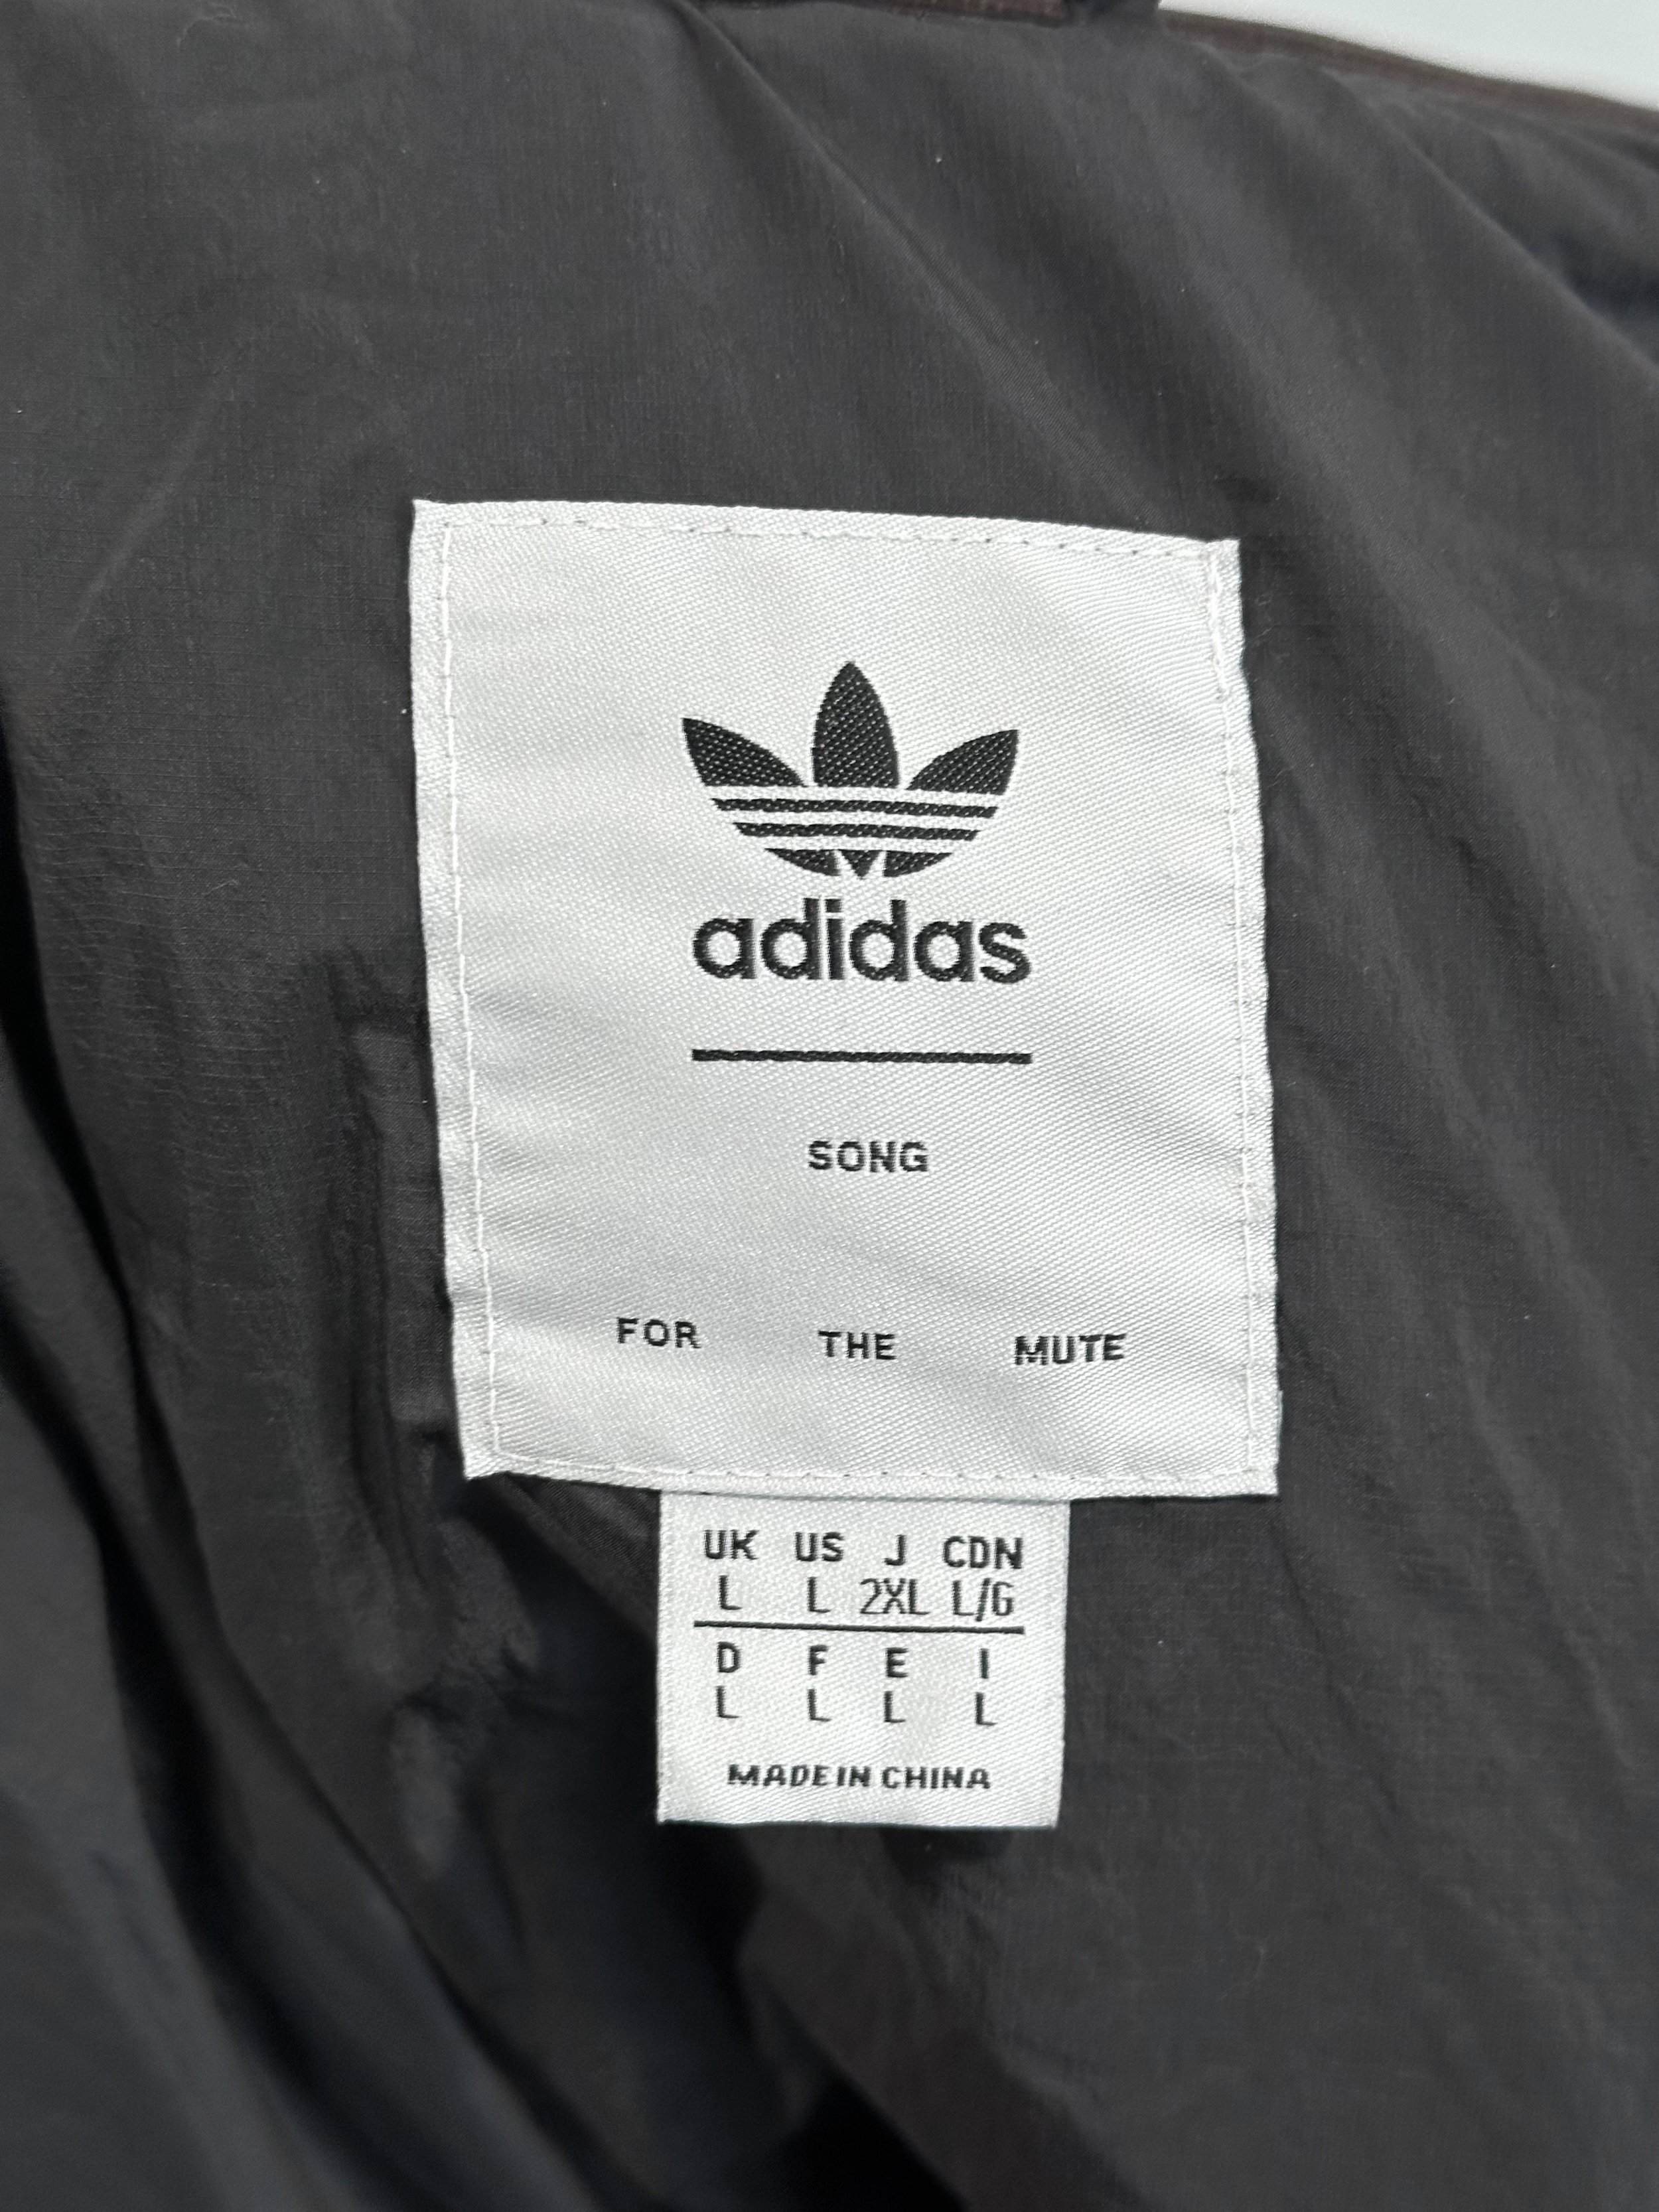 adidas
SONG
FOR THE MUTE
UK US J CDN
L L 2XL L/G
D F E I
L L L L
MADE IN CHINA